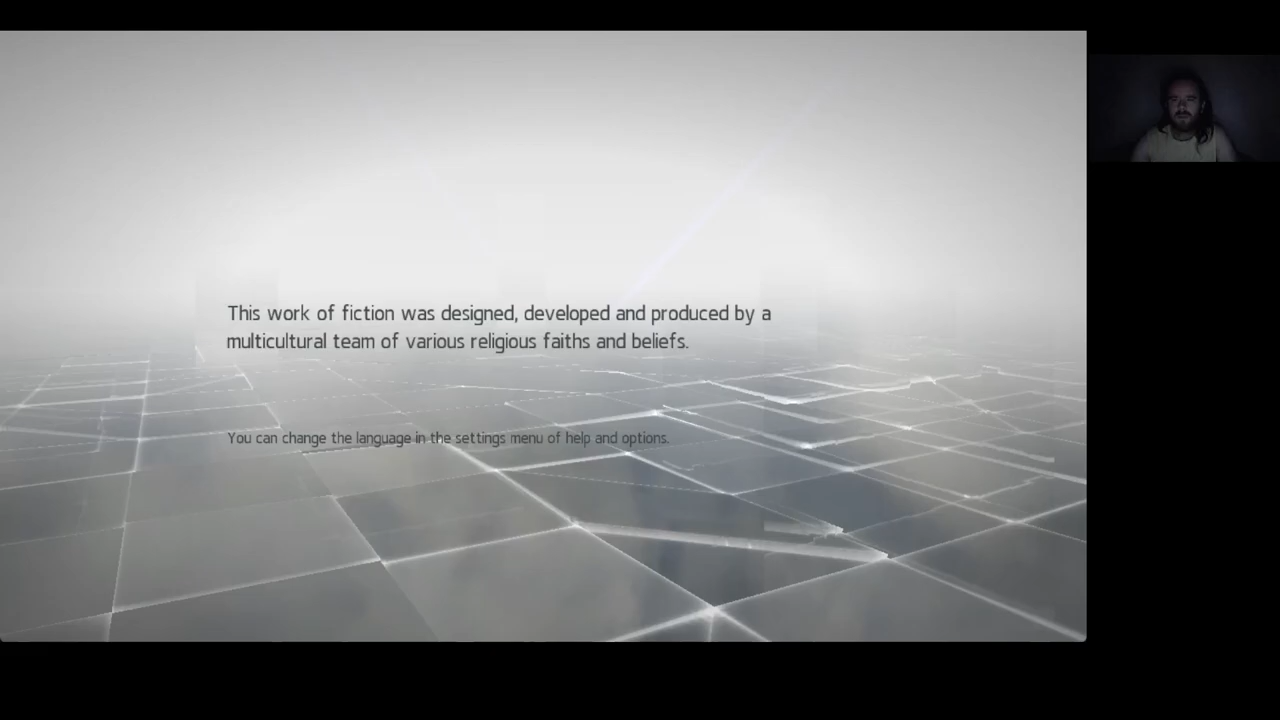 This work of fiction was designed, developed and produced by a
multicultural team of various religious faiths and beliefs.
You can change the language in the settings menu of help and options.